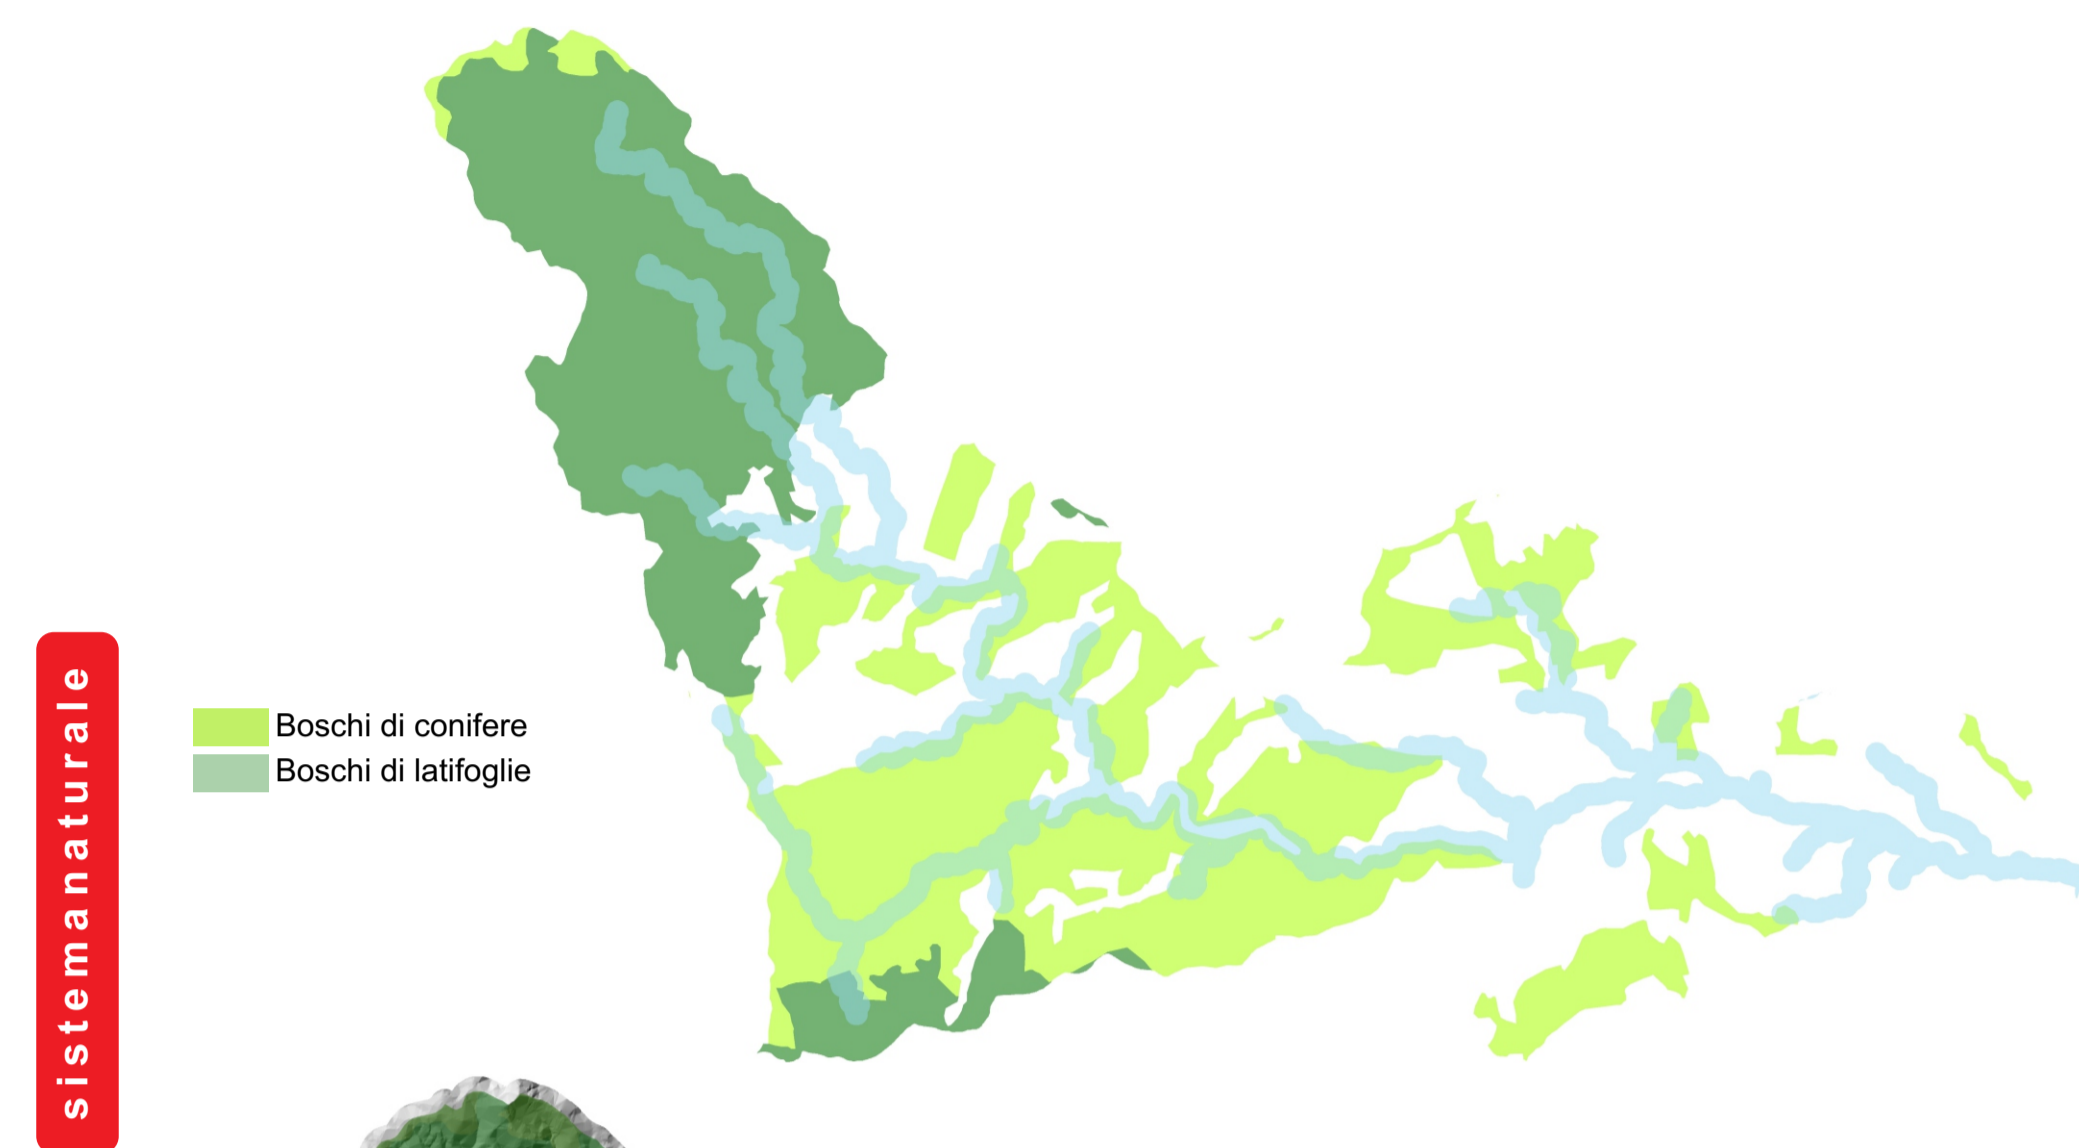 sistemanaturale
Boschi di conifere
Boschi di latifoglie